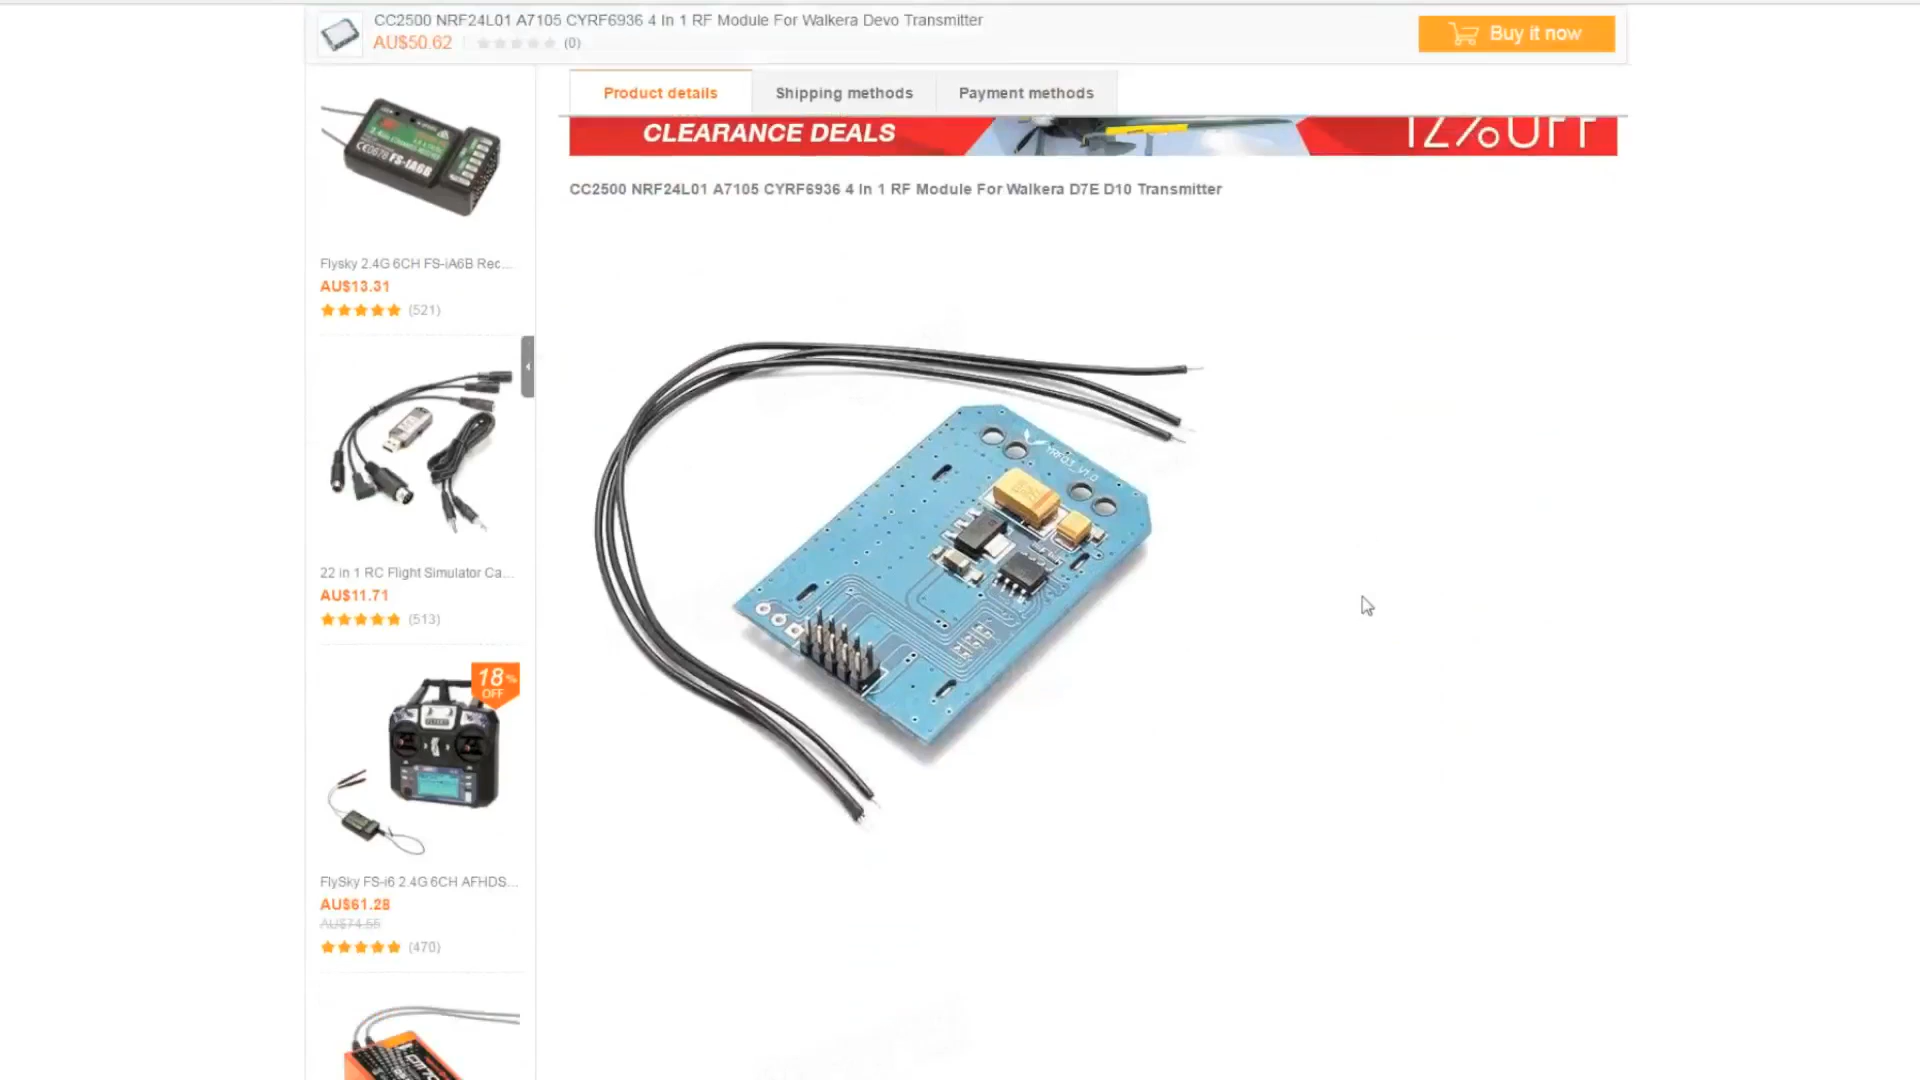 CC2500 NRF24L01 A7105 CYRF6936 4 In 1 RF Module For Walkera Devo Transmitter
AU$50.62
(0)
Buy it now
Product details
Shipping methods
Payment methods
CLEARANCE DEALS
12% OFF
CC2500 NRF24L01 A7105 CYRF6936 4 In 1 RF Module For Walkera D7E D10 Transmitter
FS-iA6B
Flysky 2.4G 6CH FS-iA6B Rec...
AU$13.31
(521)
YRF03_V1.0
22 in 1 RC Flight Simulator Ca...
AU$11.71
(513)
18%
OFF
FlySky FS-i6 2.4G 6CH AFHDS...
AU$61.28
AU$74.55
(470)